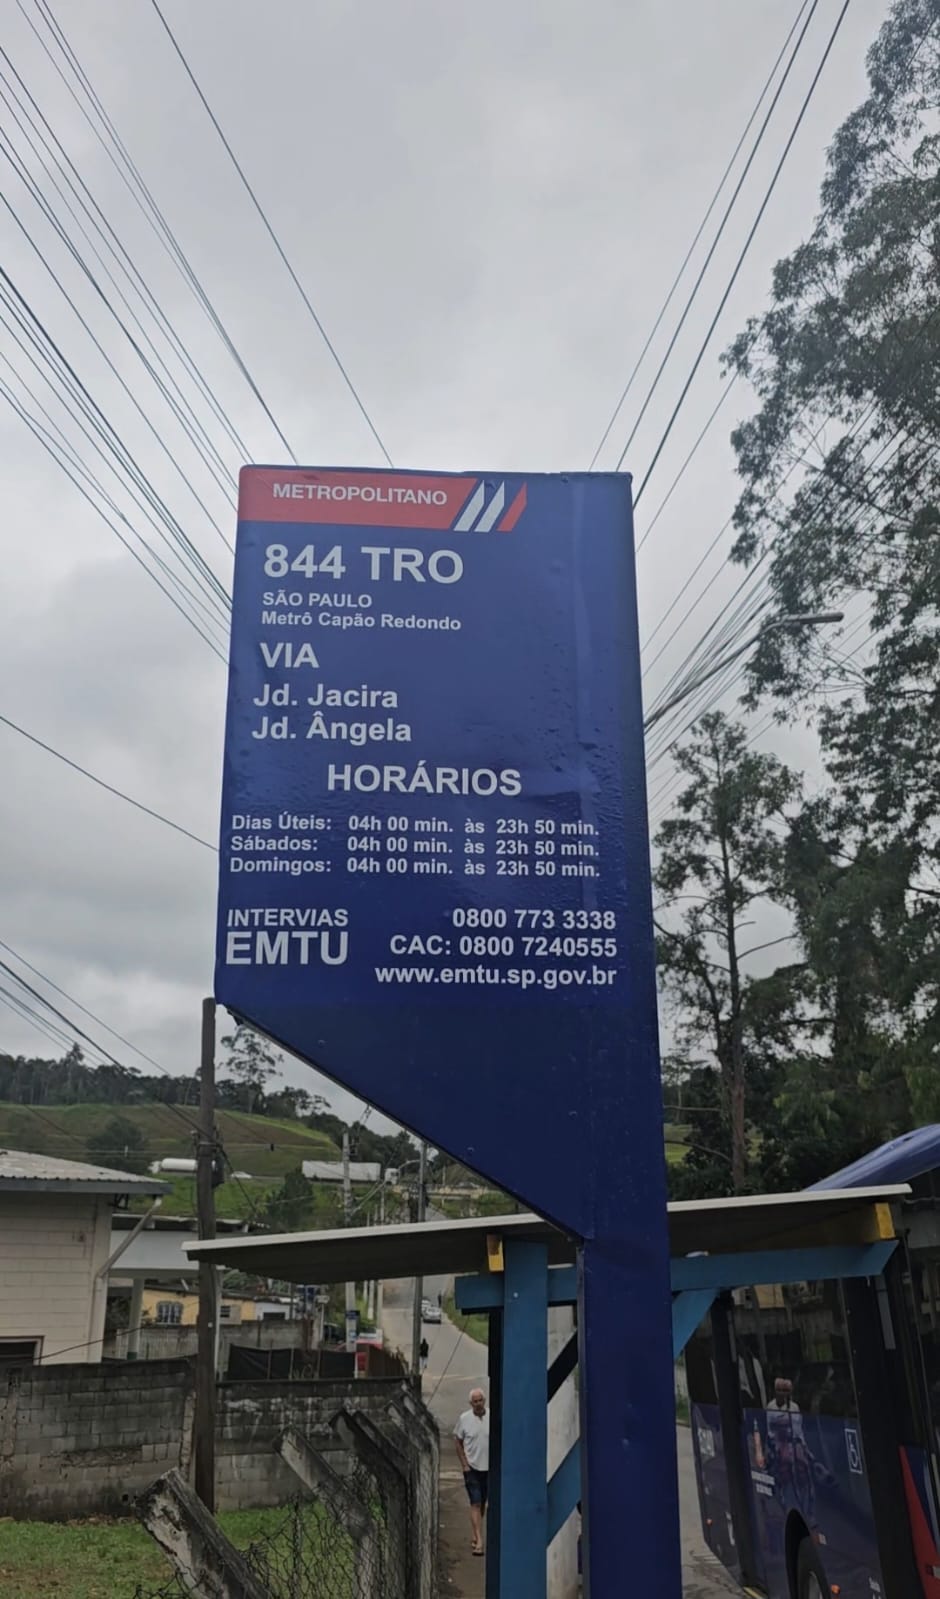 METROPOLITANO
844 TRO
SÃO PAULO
Metrô Capão Redondo
VIA
Jd. Jacira
Jd. Ângela
HORÁRIOS
Dias Úteis: 04h 00 min. às 23h 50 min.
Sábados: 04h 00 min. às 23h 50 min.
Domingos: 04h 00 min. às 23h 50 min.
INTERVIAS 0800 773 3338
EMTU CAC: 0800 7240555
www.emtu.sp.gov.br